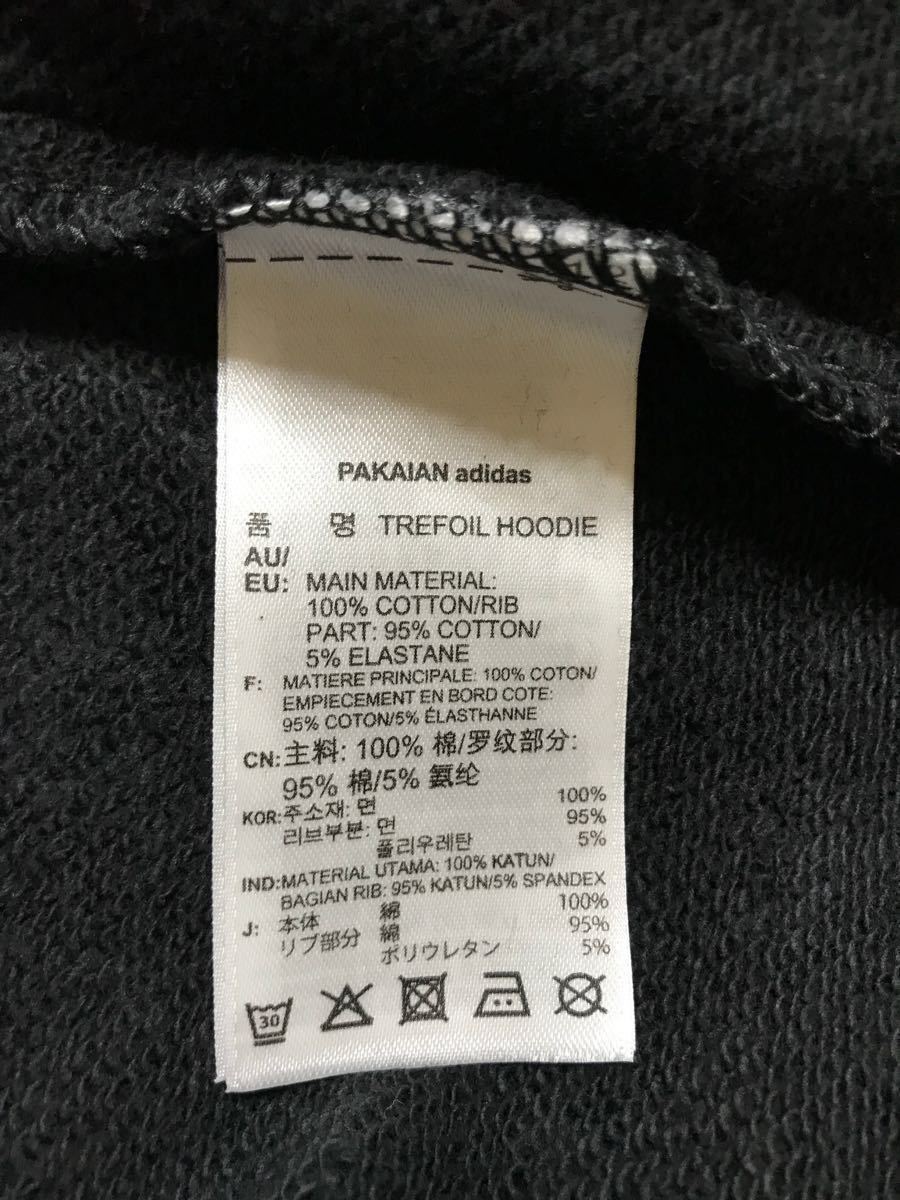 PAKAIAN adidas
품 명 TREFOIL HOODIE
AU/
EU: MAIN MATERIAL:
100% COTTON/RIB
PART: 95% COTTON/
5% ELASTANE
F: MATIERE PRINCIPALE: 100% COTON/
EMPIECEMENT EN BORD COTE:
95% COTON/5% ÉLASTHANNE
CN: 主料: 100% 棉/罗纹部分:
95% 棉/5% 氨纶
KOR: 주소재: 면 100%
리브부분: 면 95%
폴리우레탄 5%
IND: MATERIAL UTAMA: 100% KATUN/
BAGIAN RIB: 95% KATUN/5% SPANDEX
J: 本体 綿 100%
リブ部分 綿 95%
ポリウレタン 5%
30